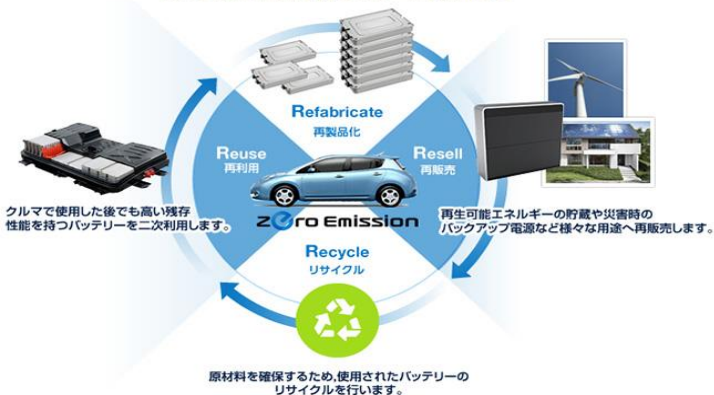 Refabricate
再製品化
Reuse
再利用
Resell
再販売
zero Emission
クルマで使用した後でも高い残存
性能を持つバッテリーを二次利用します。
再生可能エネルギーの貯蔵や災害時の
バックアップ電源など様々な用途へ再販売します。
Recycle
リサイクル
原材料を確保するため,使用されたバッテリーの
リサイクルを行います。